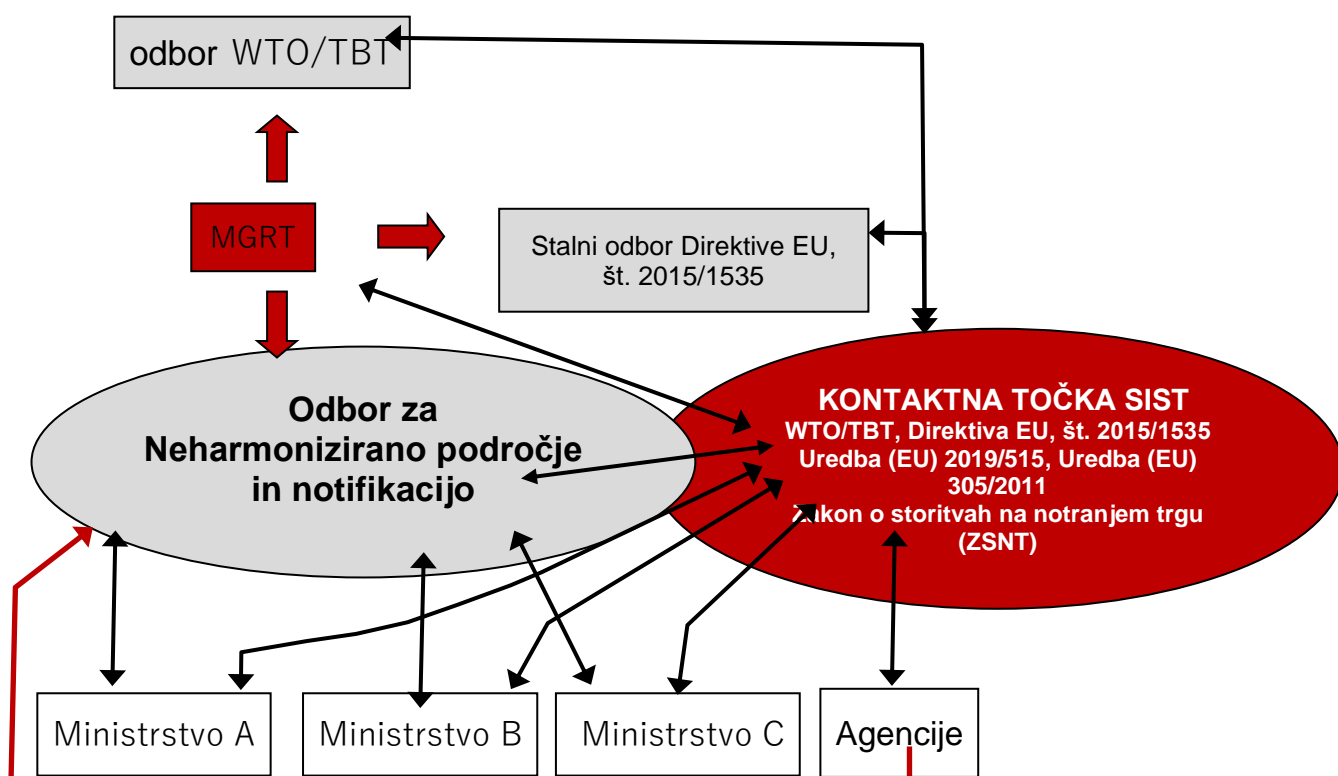 odbor WTO/TBT
MGRT
Stalni odbor Direktive EU,
št. 2015/1535
Odbor za
Neharmonizirano področje
in notifikacijo
KONTAKTNA TOČKA SIST
WTO/TBT, Direktiva EU, št. 2015/1535
Uredba (EU) 2019/515, Uredba (EU)
305/2011
Zakon o storitvah na notranjem trgu
(ZSNT)
Ministrstvo A
Ministrstvo B
Ministrstvo C
Agencije